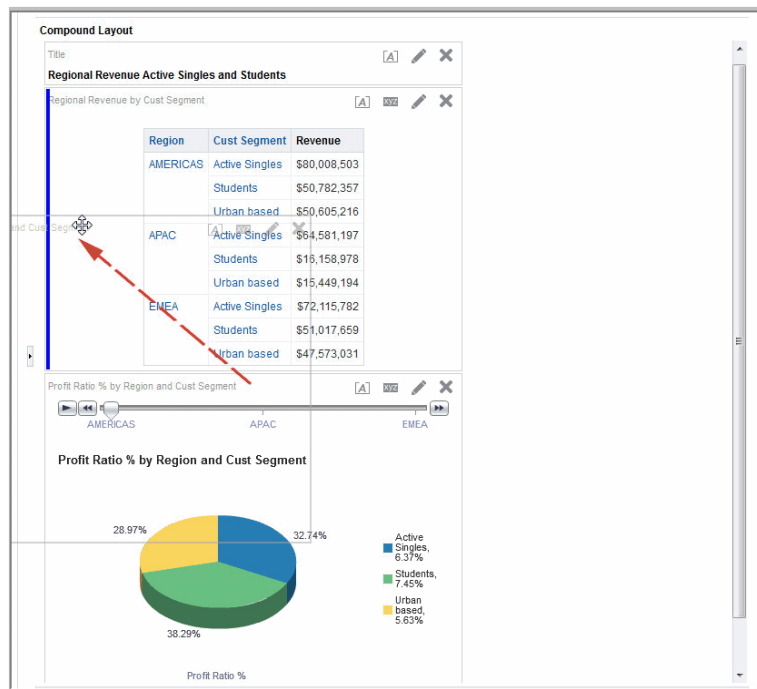 Compound Layout
Title
Regional Revenue Active Singles and Students
Regional Revenue by Cust Segment
Region Cust Segment Revenue
AMERICAS Active Singles $80,008,503
Students $50,782,357
Urban based $50,605,216
and Cust Segm
APAC Active Singles $64,581,197
Students $16,158,978
Urban based $15,449,194
EMEA Active Singles $72,115,782
Students $51,017,659
Urban based $47,573,031
Profit Ratio % by Region and Cust Segment
AMERICAS APAC EMEA
Profit Ratio % by Region and Cust Segment
28.97%
32.74%
38.29%
Active
Singles,
6.37%
Students,
7.45%
Urban
based,
5.63%
Profit Ratio %